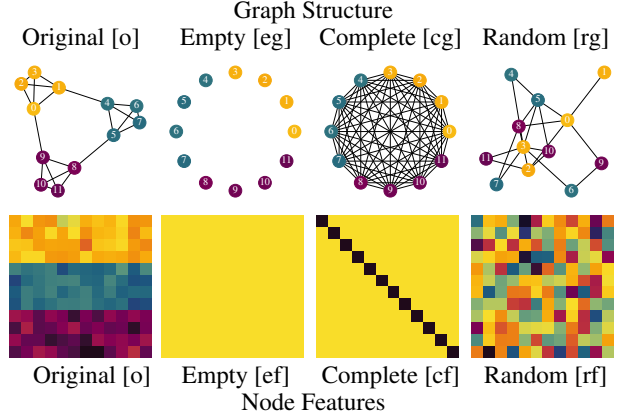 Graph Structure
Original [o] Empty [eg] Complete [cg] Random [rg]
3 2 1 0 4 6 7 5 9 8 10 11
3 2 1 0 11 10 9 8 7 6 5 4
3 2 1 0 11 10 9 8 7 6 5 4
4 1 5 0 8 3 10 11 2 9 7 6
Original [o] Empty [ef] Complete [cf] Random [rf]
Node Features